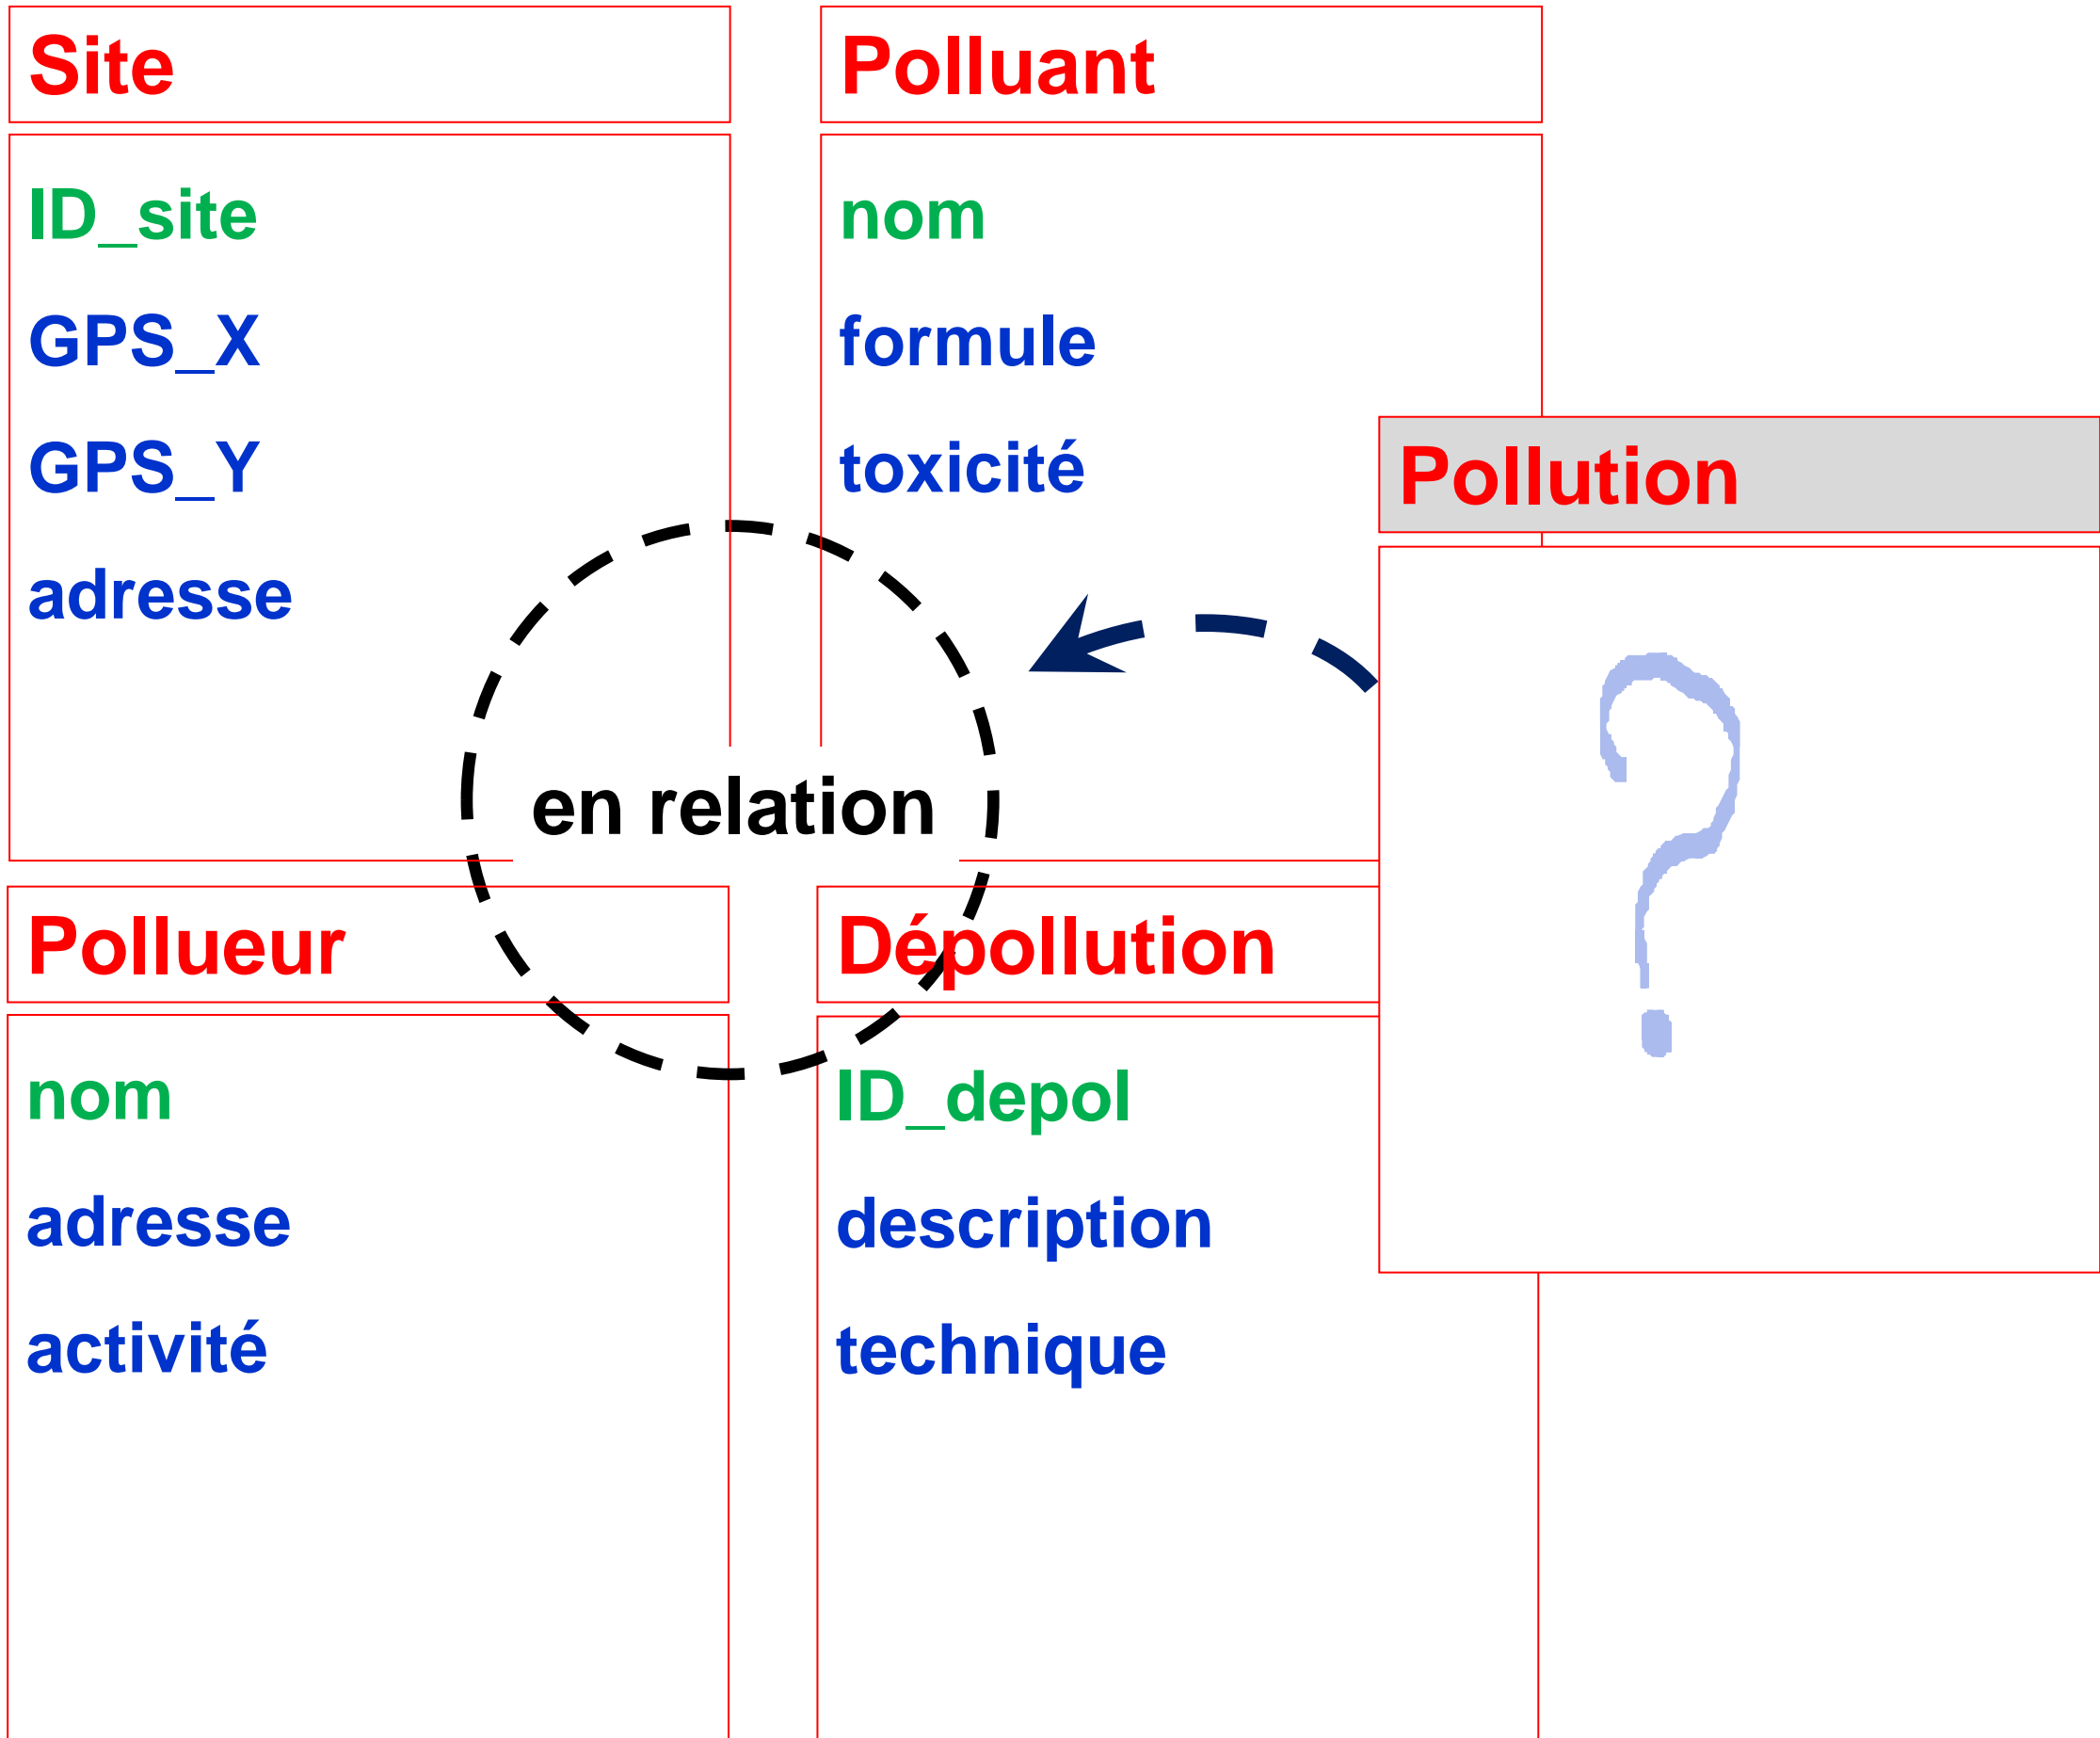 Site
ID_site
GPS_X
GPS_Y
adresse
Polluant
nom
formule
toxicité
Pollution
?
en relation
Pollueur
nom
adresse
activité
Dépollution
ID_depol
description
technique